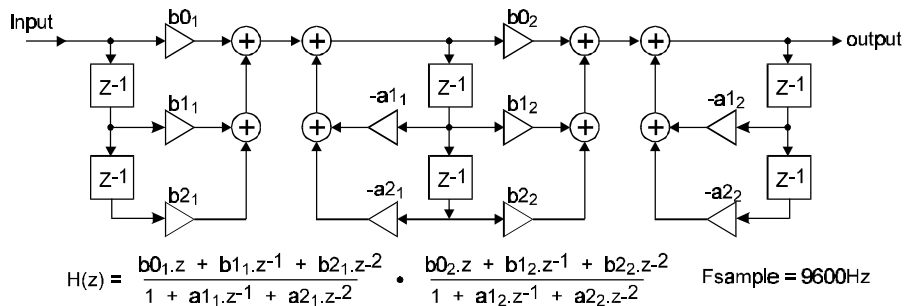 Input b0₁ b0₂ output
z-1 z-1 z-1
b1₁ -a1₁ b1₂ -a1₂
z-1 z-1 z-1
b2₁ -a2₁ b2₂ -a2₂
H(z) = b0₁.z + b1₁.z-1 + b2₁.z-2 / 1 + a1₁.z-1 + a2₁.z-2 • b0₂.z + b1₂.z-1 + b2₂.z-2 / 1 + a1₂.z-1 + a2₂.z-2 Fsample = 9600Hz